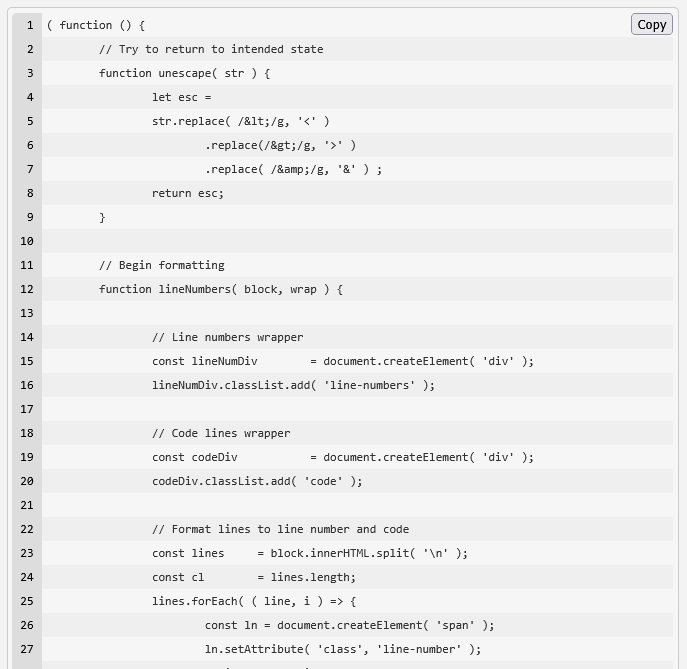 Copy
1 ( function () {
2 // Try to return to intended state
3 function unescape( str ) {
4 let esc =
5 str.replace( /&lt;/g, '<' )
6 .replace(/&gt;/g, '>' )
7 .replace( /&amp;/g, '&' ) ;
8 return esc;
9 }
10
11 // Begin formatting
12 function lineNumbers( block, wrap ) {
13
14 // Line numbers wrapper
15 const lineNumDiv = document.createElement( 'div' );
16 lineNumDiv.classList.add( 'line-numbers' );
17
18 // Code lines wrapper
19 const codeDiv = document.createElement( 'div' );
20 codeDiv.classList.add( 'code' );
21
22 // Format lines to line number and code
23 const lines = block.innerHTML.split( '\n' );
24 const cl = lines.length;
25 lines.forEach( ( line, i ) => {
26 const ln = document.createElement( 'span' );
27 ln.setAttribute( 'class', 'line-number' );